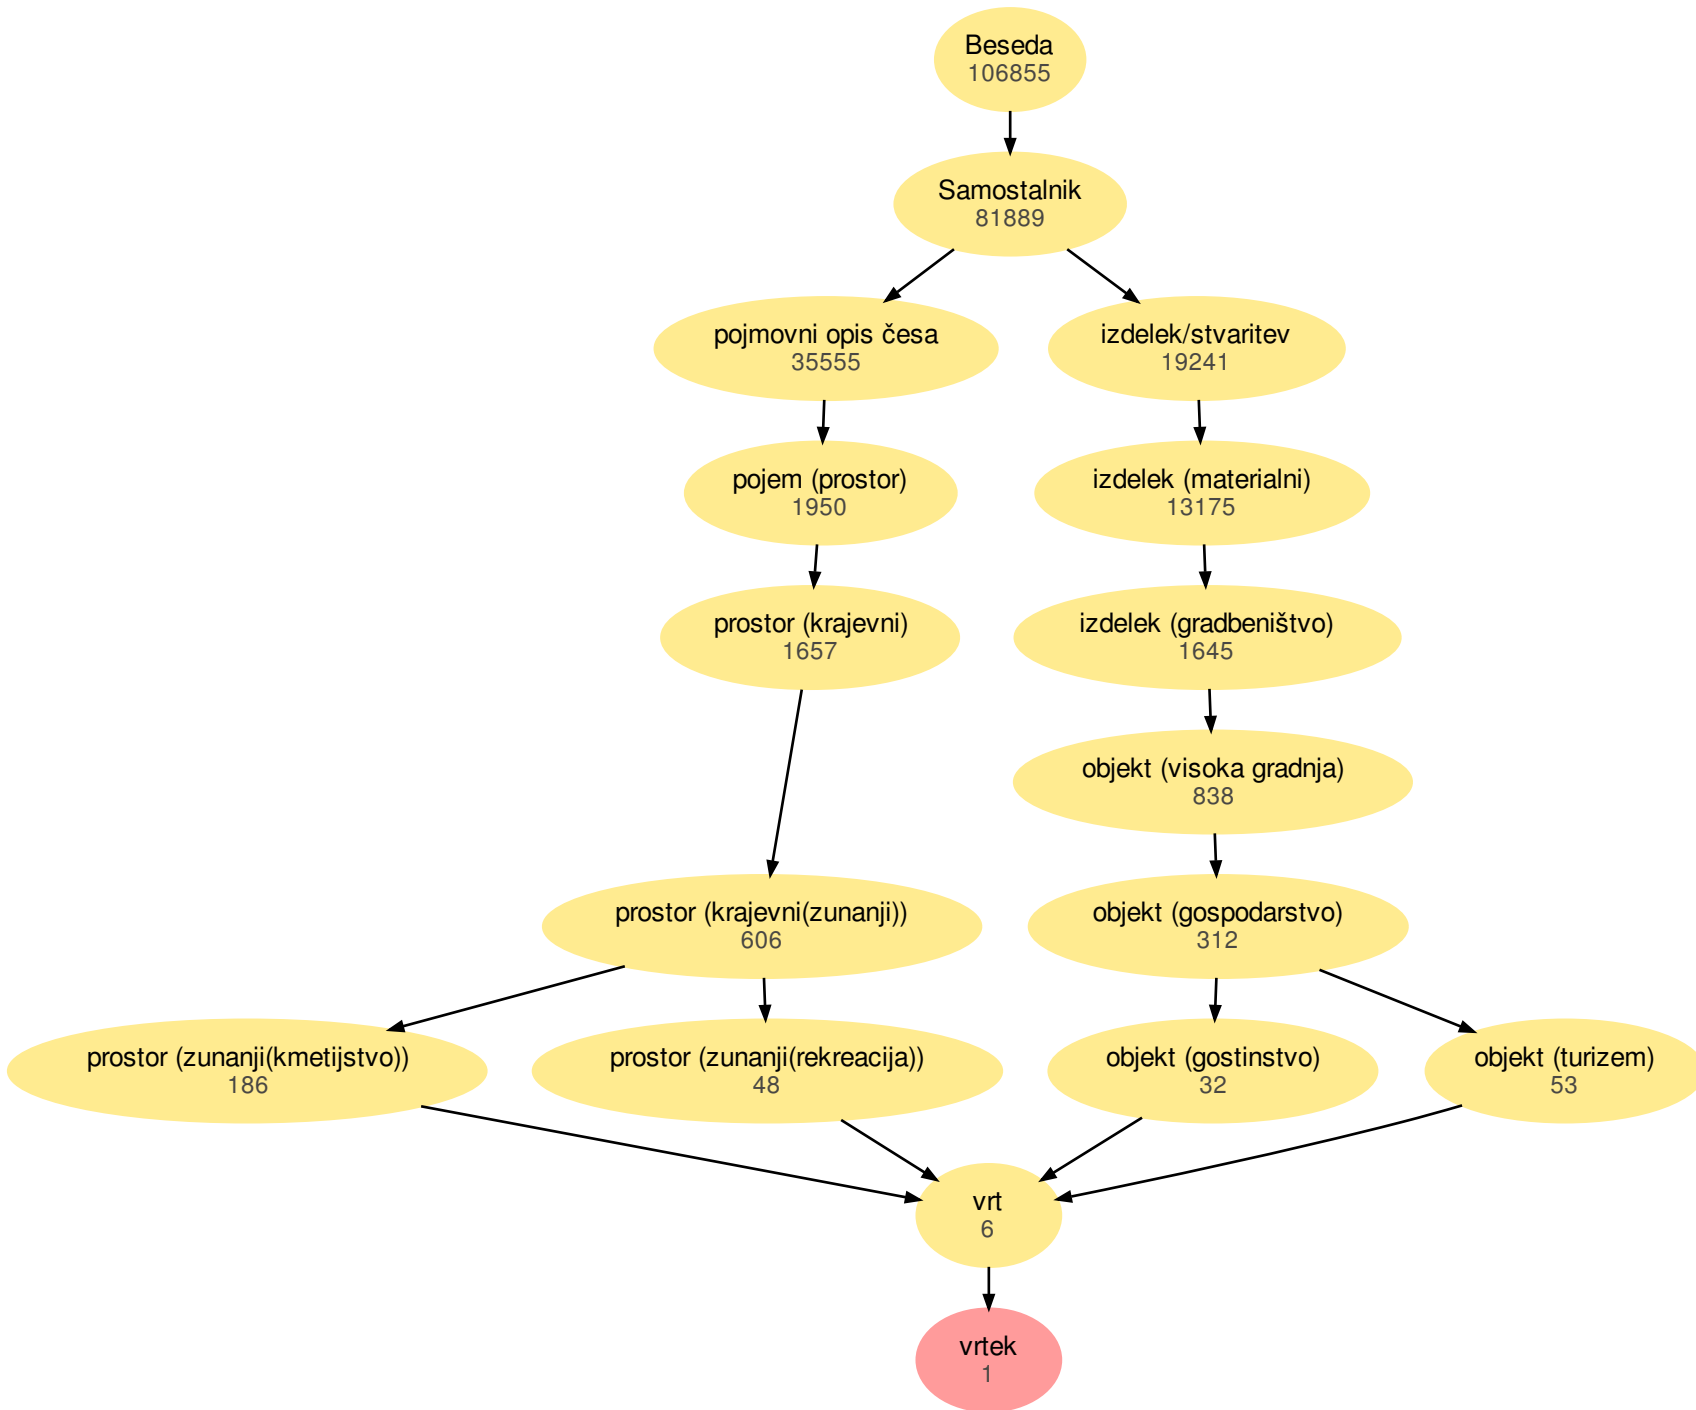 Beseda
106855
Samostalnik
81889
pojmovni opis česa
35555
izdelek/stvaritev
19241
pojem (prostor)
1950
izdelek (materialni)
13175
prostor (krajevni)
1657
izdelek (gradbeništvo)
1645
objekt (visoka gradnja)
838
prostor (krajevni(zunanji))
606
objekt (gospodarstvo)
312
prostor (zunanji(kmetijstvo))
186
prostor (zunanji(rekreacija))
48
objekt (gostinstvo)
32
objekt (turizem)
53
vrt
6
vrtek
1